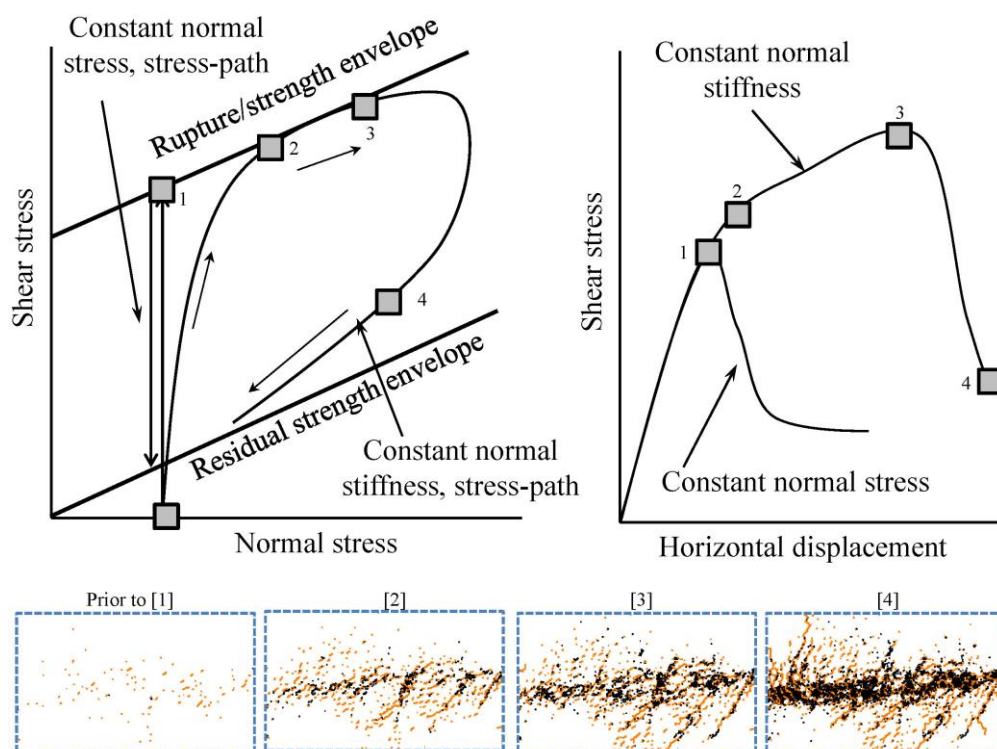 Constant normal
stress, stress-path
Rupture/strength envelope
1
2
3
4
Residual strength envelope
Constant normal
stiffness, stress-path
Shear stress
Normal stress
Constant normal
stiffness
1
2
3
4
Constant normal stress
Shear stress
Horizontal displacement
Prior to [1]
[2]
[3]
[4]